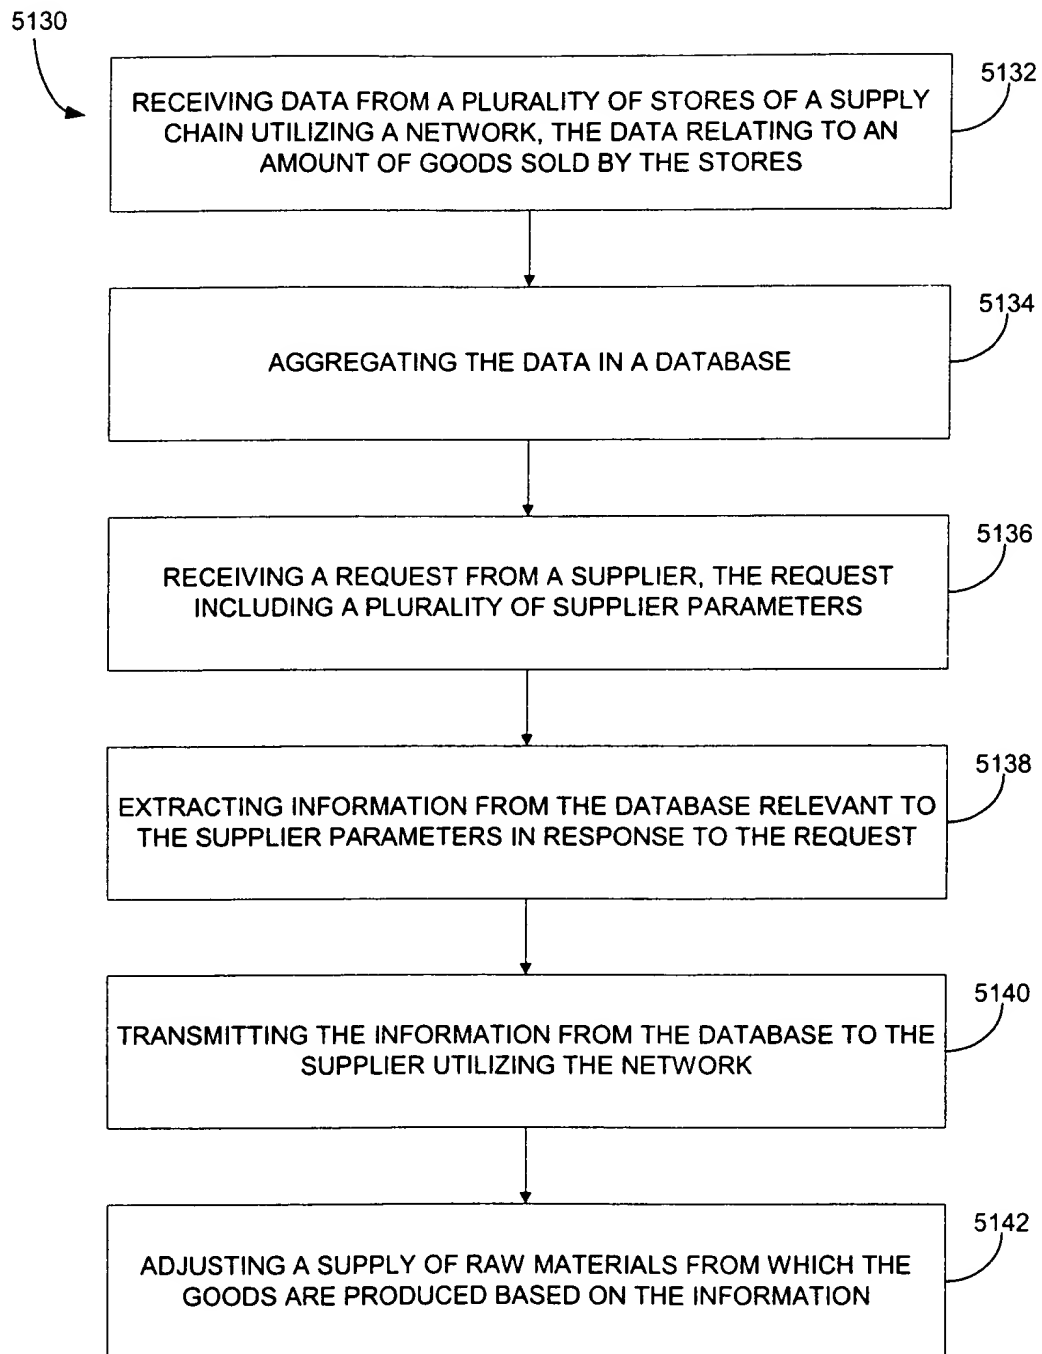 5130
5132
RECEIVING DATA FROM A PLURALITY OF STORES OF A SUPPLY
CHAIN UTILIZING A NETWORK, THE DATA RELATING TO AN
AMOUNT OF GOODS SOLD BY THE STORES
5134
AGGREGATING THE DATA IN A DATABASE
5136
RECEIVING A REQUEST FROM A SUPPLIER, THE REQUEST
INCLUDING A PLURALITY OF SUPPLIER PARAMETERS
5138
EXTRACTING INFORMATION FROM THE DATABASE RELEVANT TO
THE SUPPLIER PARAMETERS IN RESPONSE TO THE REQUEST
5140
TRANSMITTING THE INFORMATION FROM THE DATABASE TO THE
SUPPLIER UTILIZING THE NETWORK
5142
ADJUSTING A SUPPLY OF RAW MATERIALS FROM WHICH THE
GOODS ARE PRODUCED BASED ON THE INFORMATION